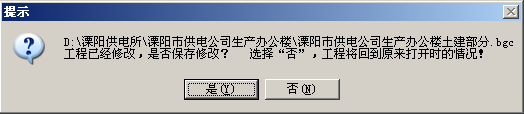 提示
D:\溧阳供电所\溧阳市供电公司生产办公楼\溧阳市供电公司生产办公楼土建部分.bgc
工程已经修改，是否保存修改？ 选择“否”，工程将回到原来打开时的情况！
是(Y)
否(N)